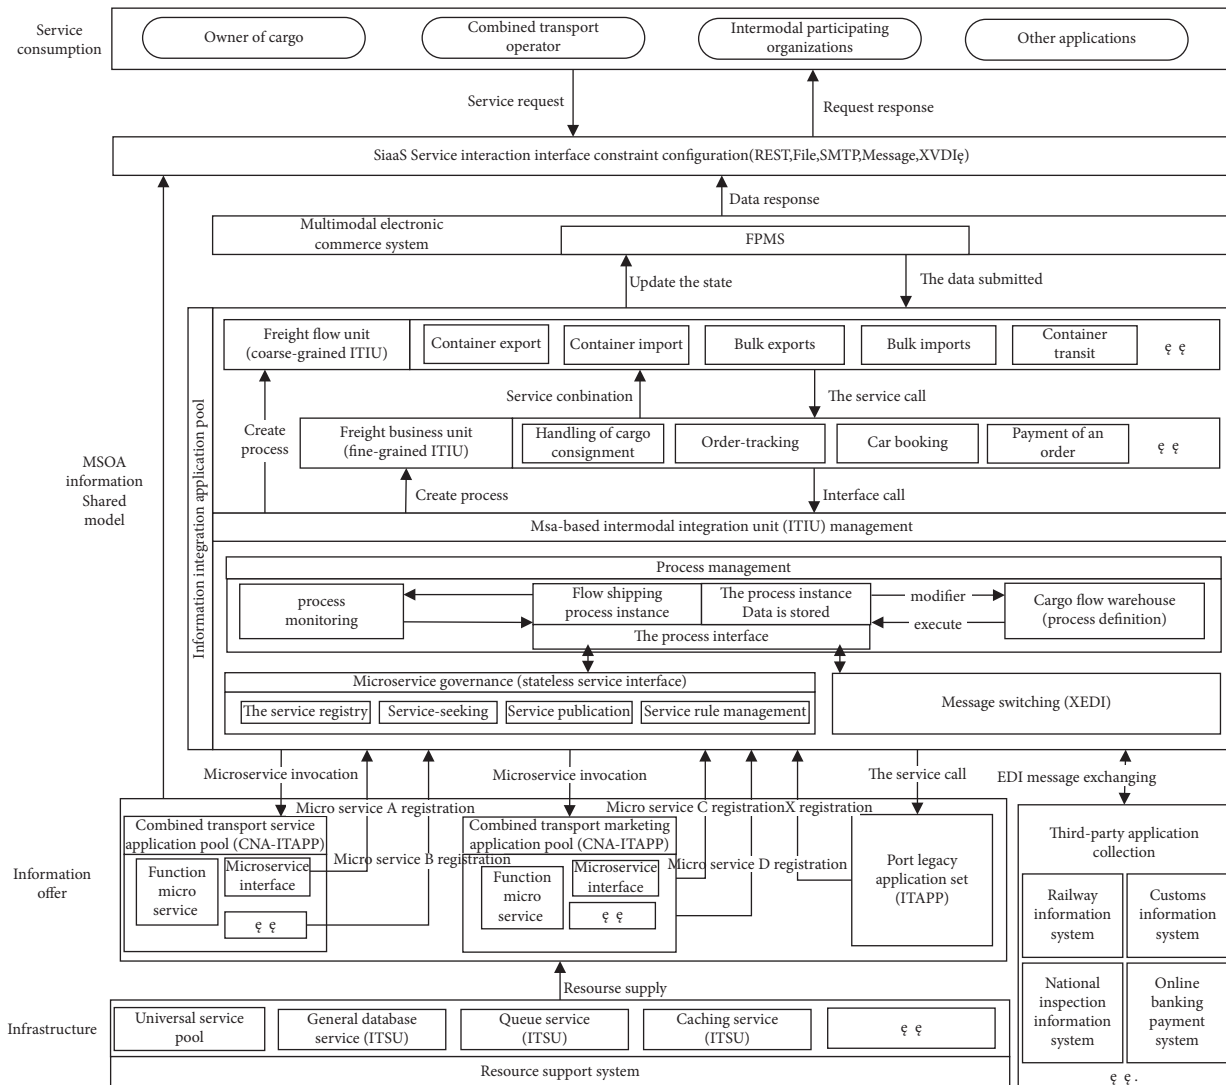 Service
consumption
Owner of cargo
Combined transport
operator
Intermodal participating
organizations
Other applications
Service request
Request response
SiaaS Service interaction interface constraint configuration(REST,File,SMTP,Message,XVDIę)
Data response
Multimodal electronic
commerce system
FPMS
Update the state
The data submitted
MSOA
information
Shared
model
Information integration application pool
Freight flow unit
(coarse-grained ITIU)
Container export
Container import
Bulk exports
Bulk imports
Container
transit
ę ę
Service conbination
The service call
Create
process
Freight business unit
(fine-grained ITIU)
Handling of cargo
consignment
Order-tracking
Car booking
Payment of an
order
ę ę
Create process
Interface call
Msa-based intermodal integration unit (ITIU) management
Process management
process
monitoring
Flow shipping
process instance
The process instance
Data is stored
The process interface
modifier
execute
Cargo flow warehouse
(process definition)
Microservice governance (stateless service interface)
The service registry
Service-seeking
Service publication
Service rule management
Message switching (XEDI)
Microservice invocation
Microservice invocation
The service call
EDI message exchanging
Information
offer
Micro service A registration
Micro service C registrationX registration
Combined transport service
application pool (CNA-ITAPP)
Function
micro
service
Microservice
interface
ę ę
Micro service B registration
Combined transport marketing
application pool (CNA-ITAPP)
Function
micro
service
Microservice
interface
ę ę
Micro service D registration
Port legacy
application set
(ITAPP)
Third-party application
collection
Railway
information
system
Customs
information
system
National
inspection
information
system
Online
banking
payment
system
ę ę.
Resourse supply
Infrastructure
Universal service
pool
General database
service (ITSU)
Queue service
(ITSU)
Caching service
(ITSU)
ę ę
Resource support system